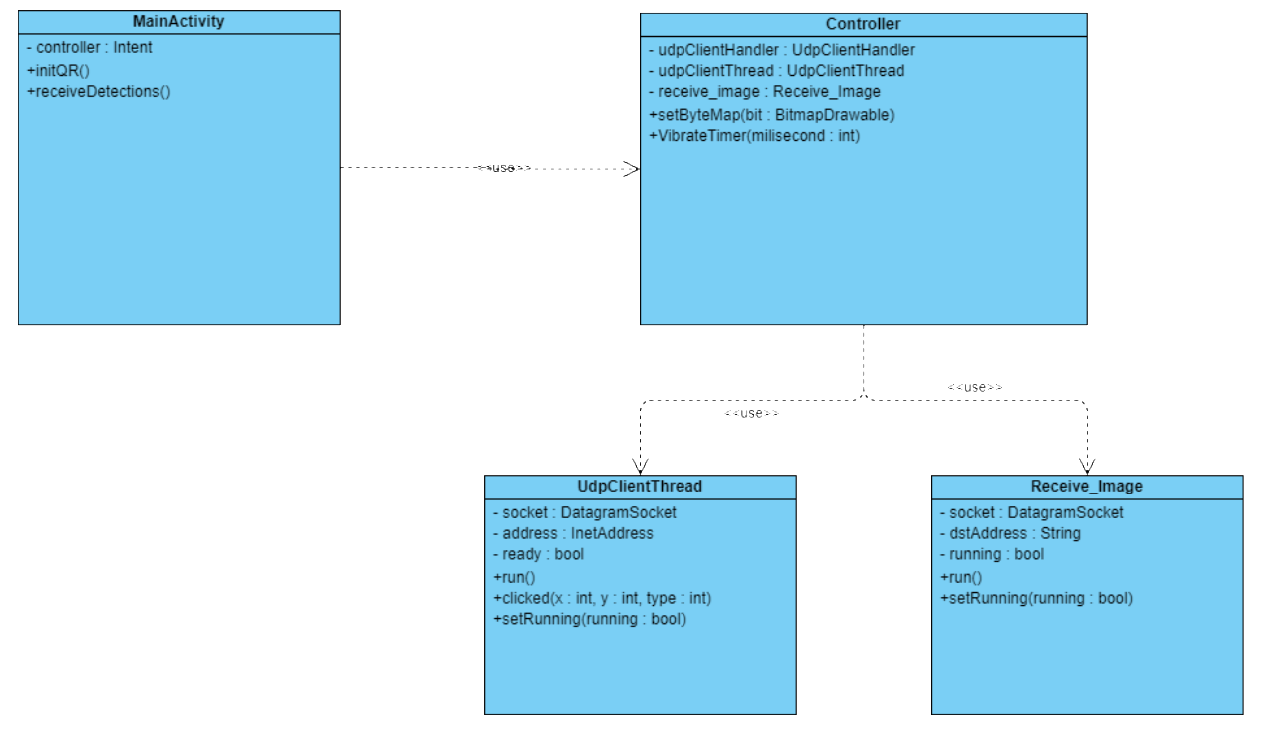 MainActivity
- controller : Intent
+initQR()
+receiveDetections()
<<use>>
Controller
- udpClientHandler : UdpClientHandler
- udpClientThread : UdpClientThread
- receive_image : Receive_Image
+setByteMap(bit : BitmapDrawable)
+VibrateTimer(milisecond : int)
<<use>>
<<use>>
UdpClientThread
- socket : DatagramSocket
- address : InetAddress
- ready : bool
+run()
+clicked(x : int, y : int, type : int)
+setRunning(running : bool)
Receive_Image
- socket : DatagramSocket
- dstAddress : String
- running : bool
+run()
+setRunning(running : bool)